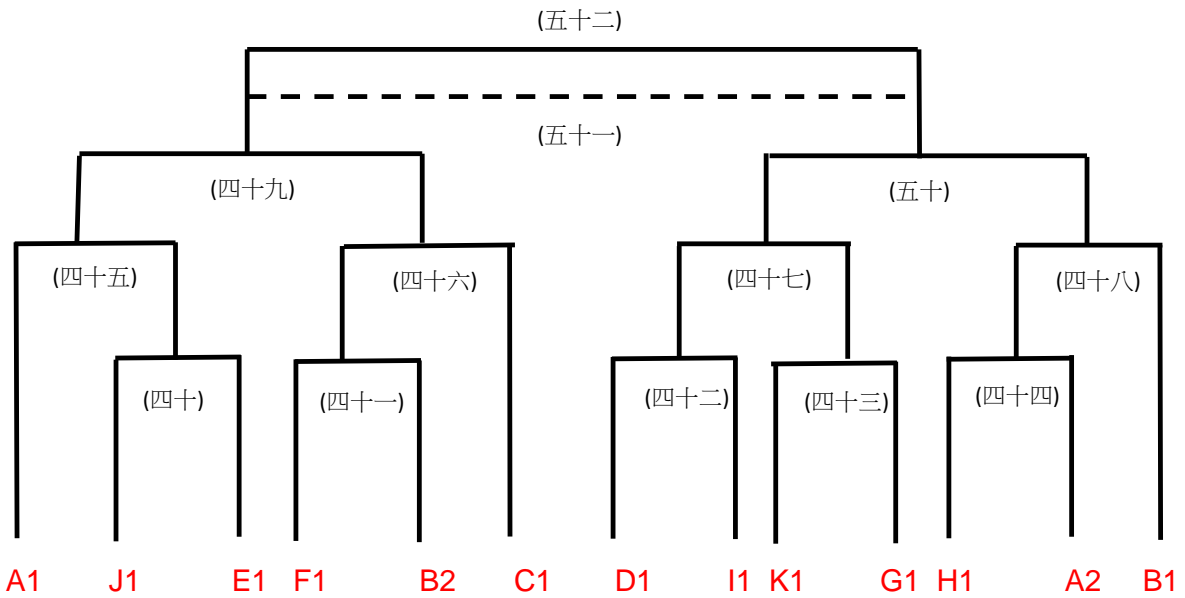 (五十二)
(五十一)
(四十九) (五十)
(四十五) (四十六) (四十七) (四十八)
(四十) (四十一) (四十二) (四十三) (四十四)
A1 J1 E1 F1 B2 C1 D1 I1 K1 G1 H1 A2 B1